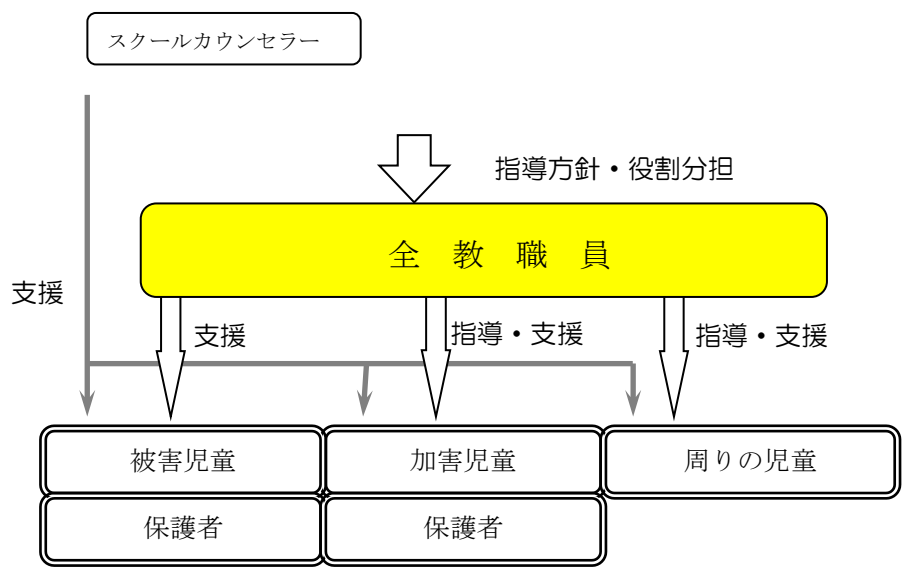 スクールカウンセラー
指導方針・役割分担
全教職員
支援
支援
指導・支援
指導・支援
被害児童
加害児童
周りの児童
保護者
保護者